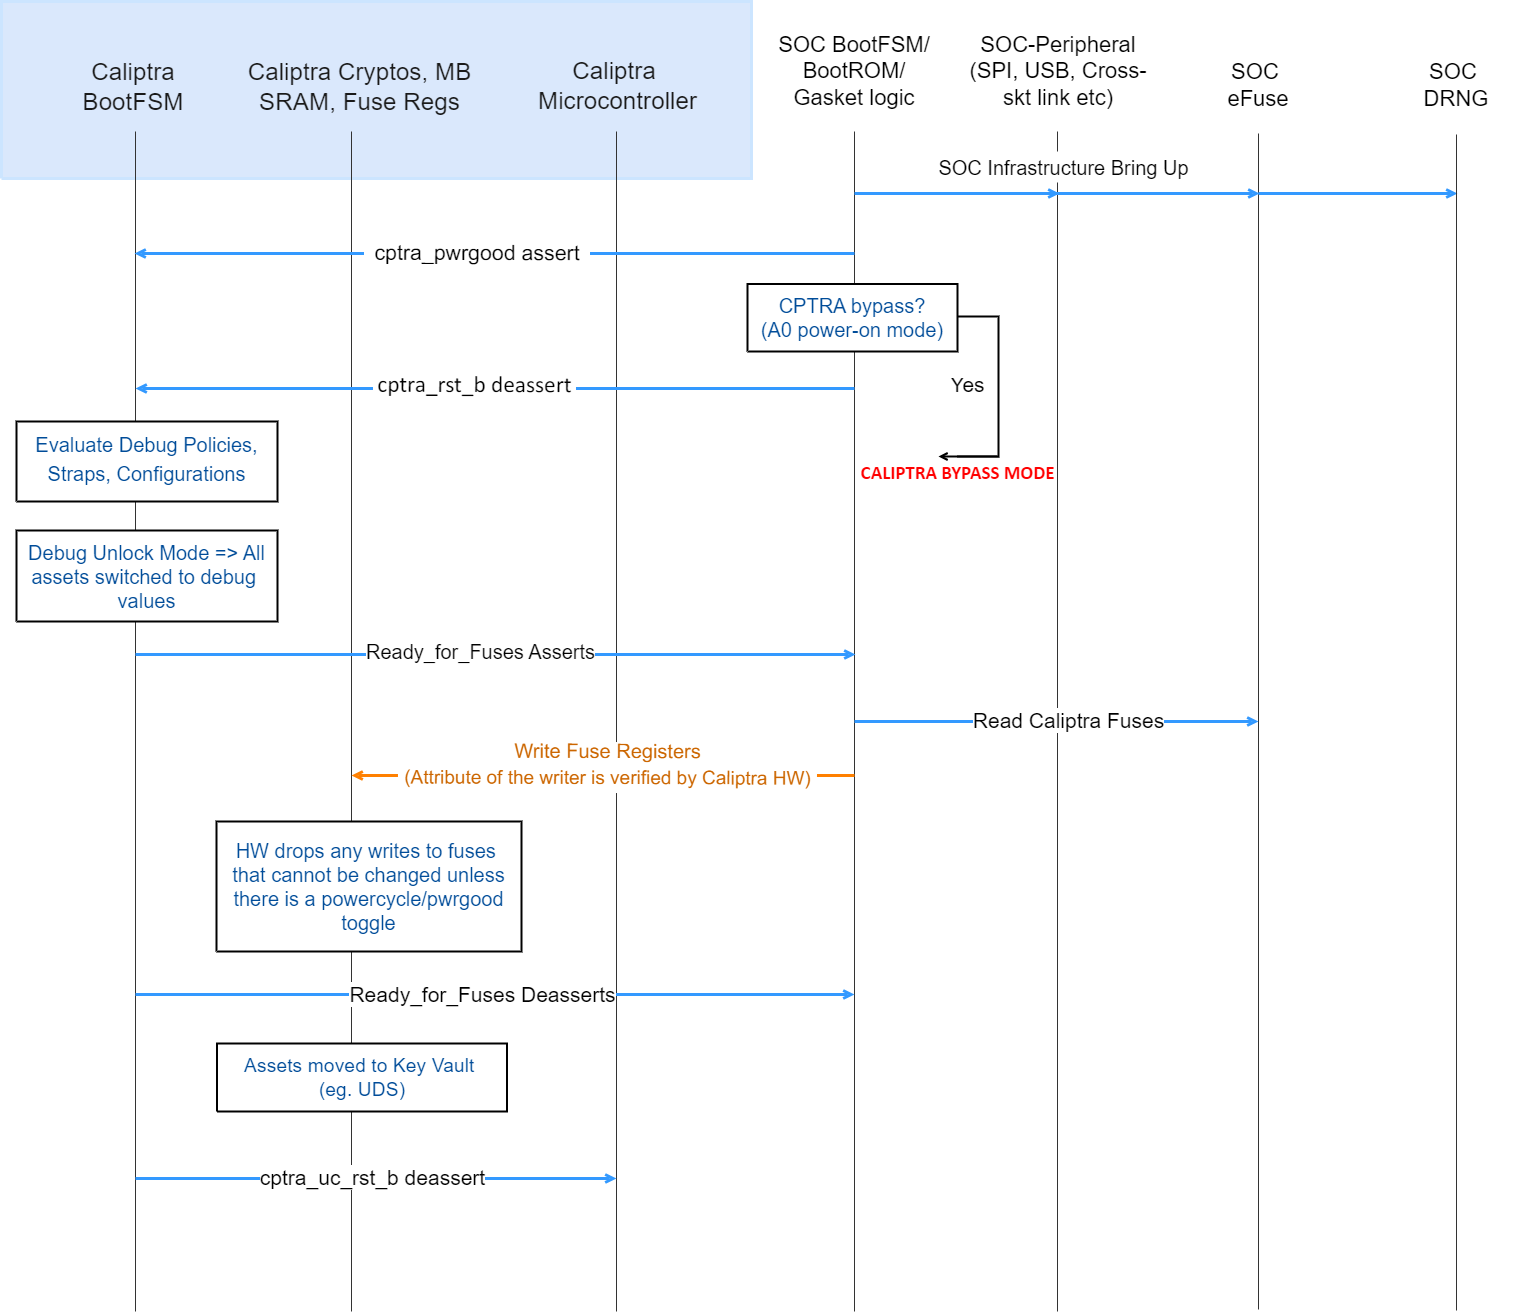 Caliptra
BootFSM
Caliptra Cryptos, MB
SRAM, Fuse Regs
Caliptra
Microcontroller
SOC BootFSM/
BootROM/
Gasket logic
SOC-Peripheral
(SPI, USB, Cross-
skt link etc)
SOC
eFuse
SOC
DRNG
SOC Infrastructure Bring Up
cptra_pwrgood assert
CPTRA bypass?
(A0 power-on mode)
cptra_rst_b deassert
Yes
CALIPTRA BYPASS MODE
Evaluate Debug Policies,
Straps, Configurations
Debug Unlock Mode => All
assets switched to debug
values
Ready_for_Fuses Asserts
Read Caliptra Fuses
Write Fuse Registers
(Attribute of the writer is verified by Caliptra HW)
HW drops any writes to fuses
that cannot be changed unless
there is a powercycle/pwrgood
toggle
Ready_for_Fuses Deasserts
Assets moved to Key Vault
(eg. UDS)
cptra_uc_rst_b deassert